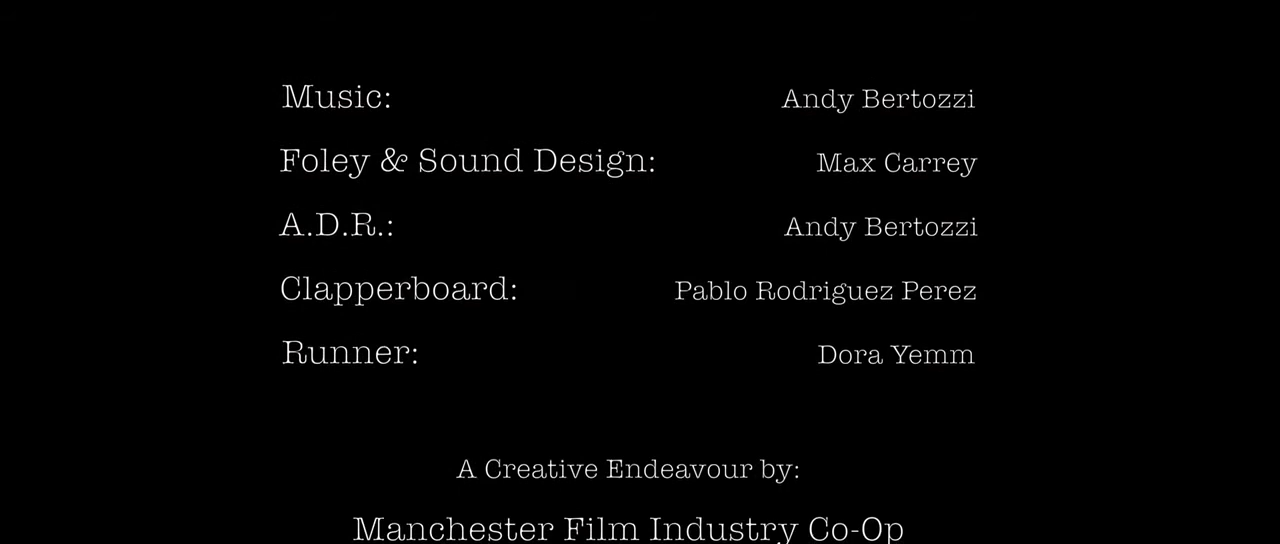 Music: Andy Bertozzi
Foley & Sound Design: Max Carrey
A.D.R.: Andy Bertozzi
Clapperboard: Pablo Rodriguez Perez
Runner: Dora Yemm
A Creative Endeavour by:
Manchester Film Industry Co-Op